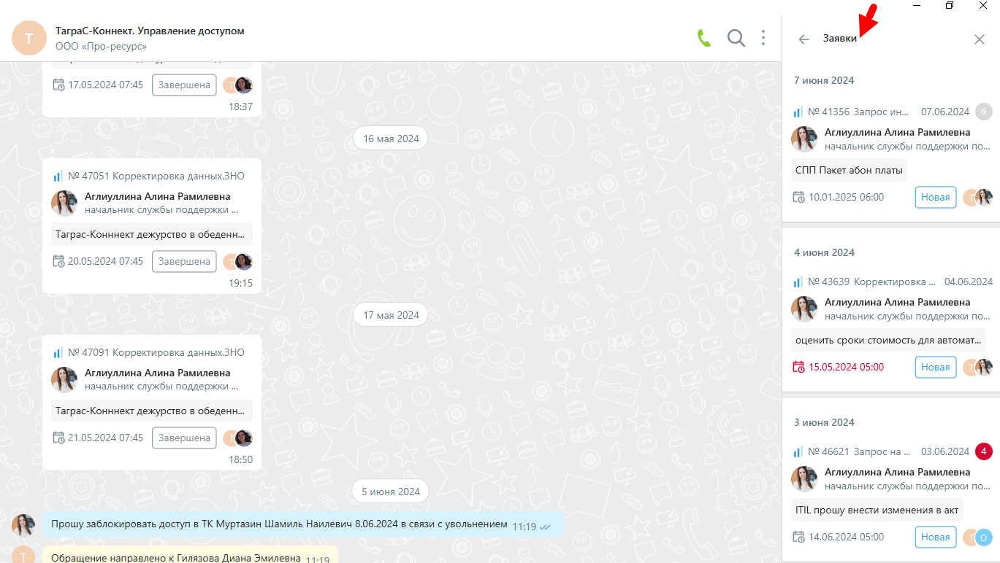 Т
ТаграС-Коннект. Управление доступом
ООО «Про-ресурс»
17.05.2024 07:45 Завершена Т
18:37
16 мая 2024
№ 47051 Корректировка данных.ЗНО
Аглиуллина Алина Рамилевна
начальник службы поддержки ...
Таграс-Конннект дежурство в обеденн...
20.05.2024 07:45 Завершена Т
19:15
17 мая 2024
№ 47091 Корректировка данных.ЗНО
Аглиуллина Алина Рамилевна
начальник службы поддержки ...
Таграс-Конннект дежурство в обеденн...
21.05.2024 07:45 Завершена Т
18:50
5 июня 2024
Прошу заблокировать доступ в ТК Муртазин Шамиль Наилевич 8.06.2024 в связи с увольнением 11:19
Т
Обращение направлено к Гилязова Диана Эмилевна 11:19
Заявки
7 июня 2024
№ 41356 Запрос ин... 07.06.2024 6
Аглиуллина Алина Рамилевна
начальник службы поддержки по...
СПП Пакет абон платы
10.01.2025 06:00 Новая Т
4 июня 2024
№ 43639 Корректировка ... 04.06.2024
Аглиуллина Алина Рамилевна
начальник службы поддержки по...
оценить сроки стоимость для автомат...
15.05.2024 05:00 Новая Т
3 июня 2024
№ 46621 Запрос на ... 03.06.2024 4
Аглиуллина Алина Рамилевна
начальник службы поддержки по...
ITIL прошу внести изменения в акт
14.06.2024 05:00 Новая Т О